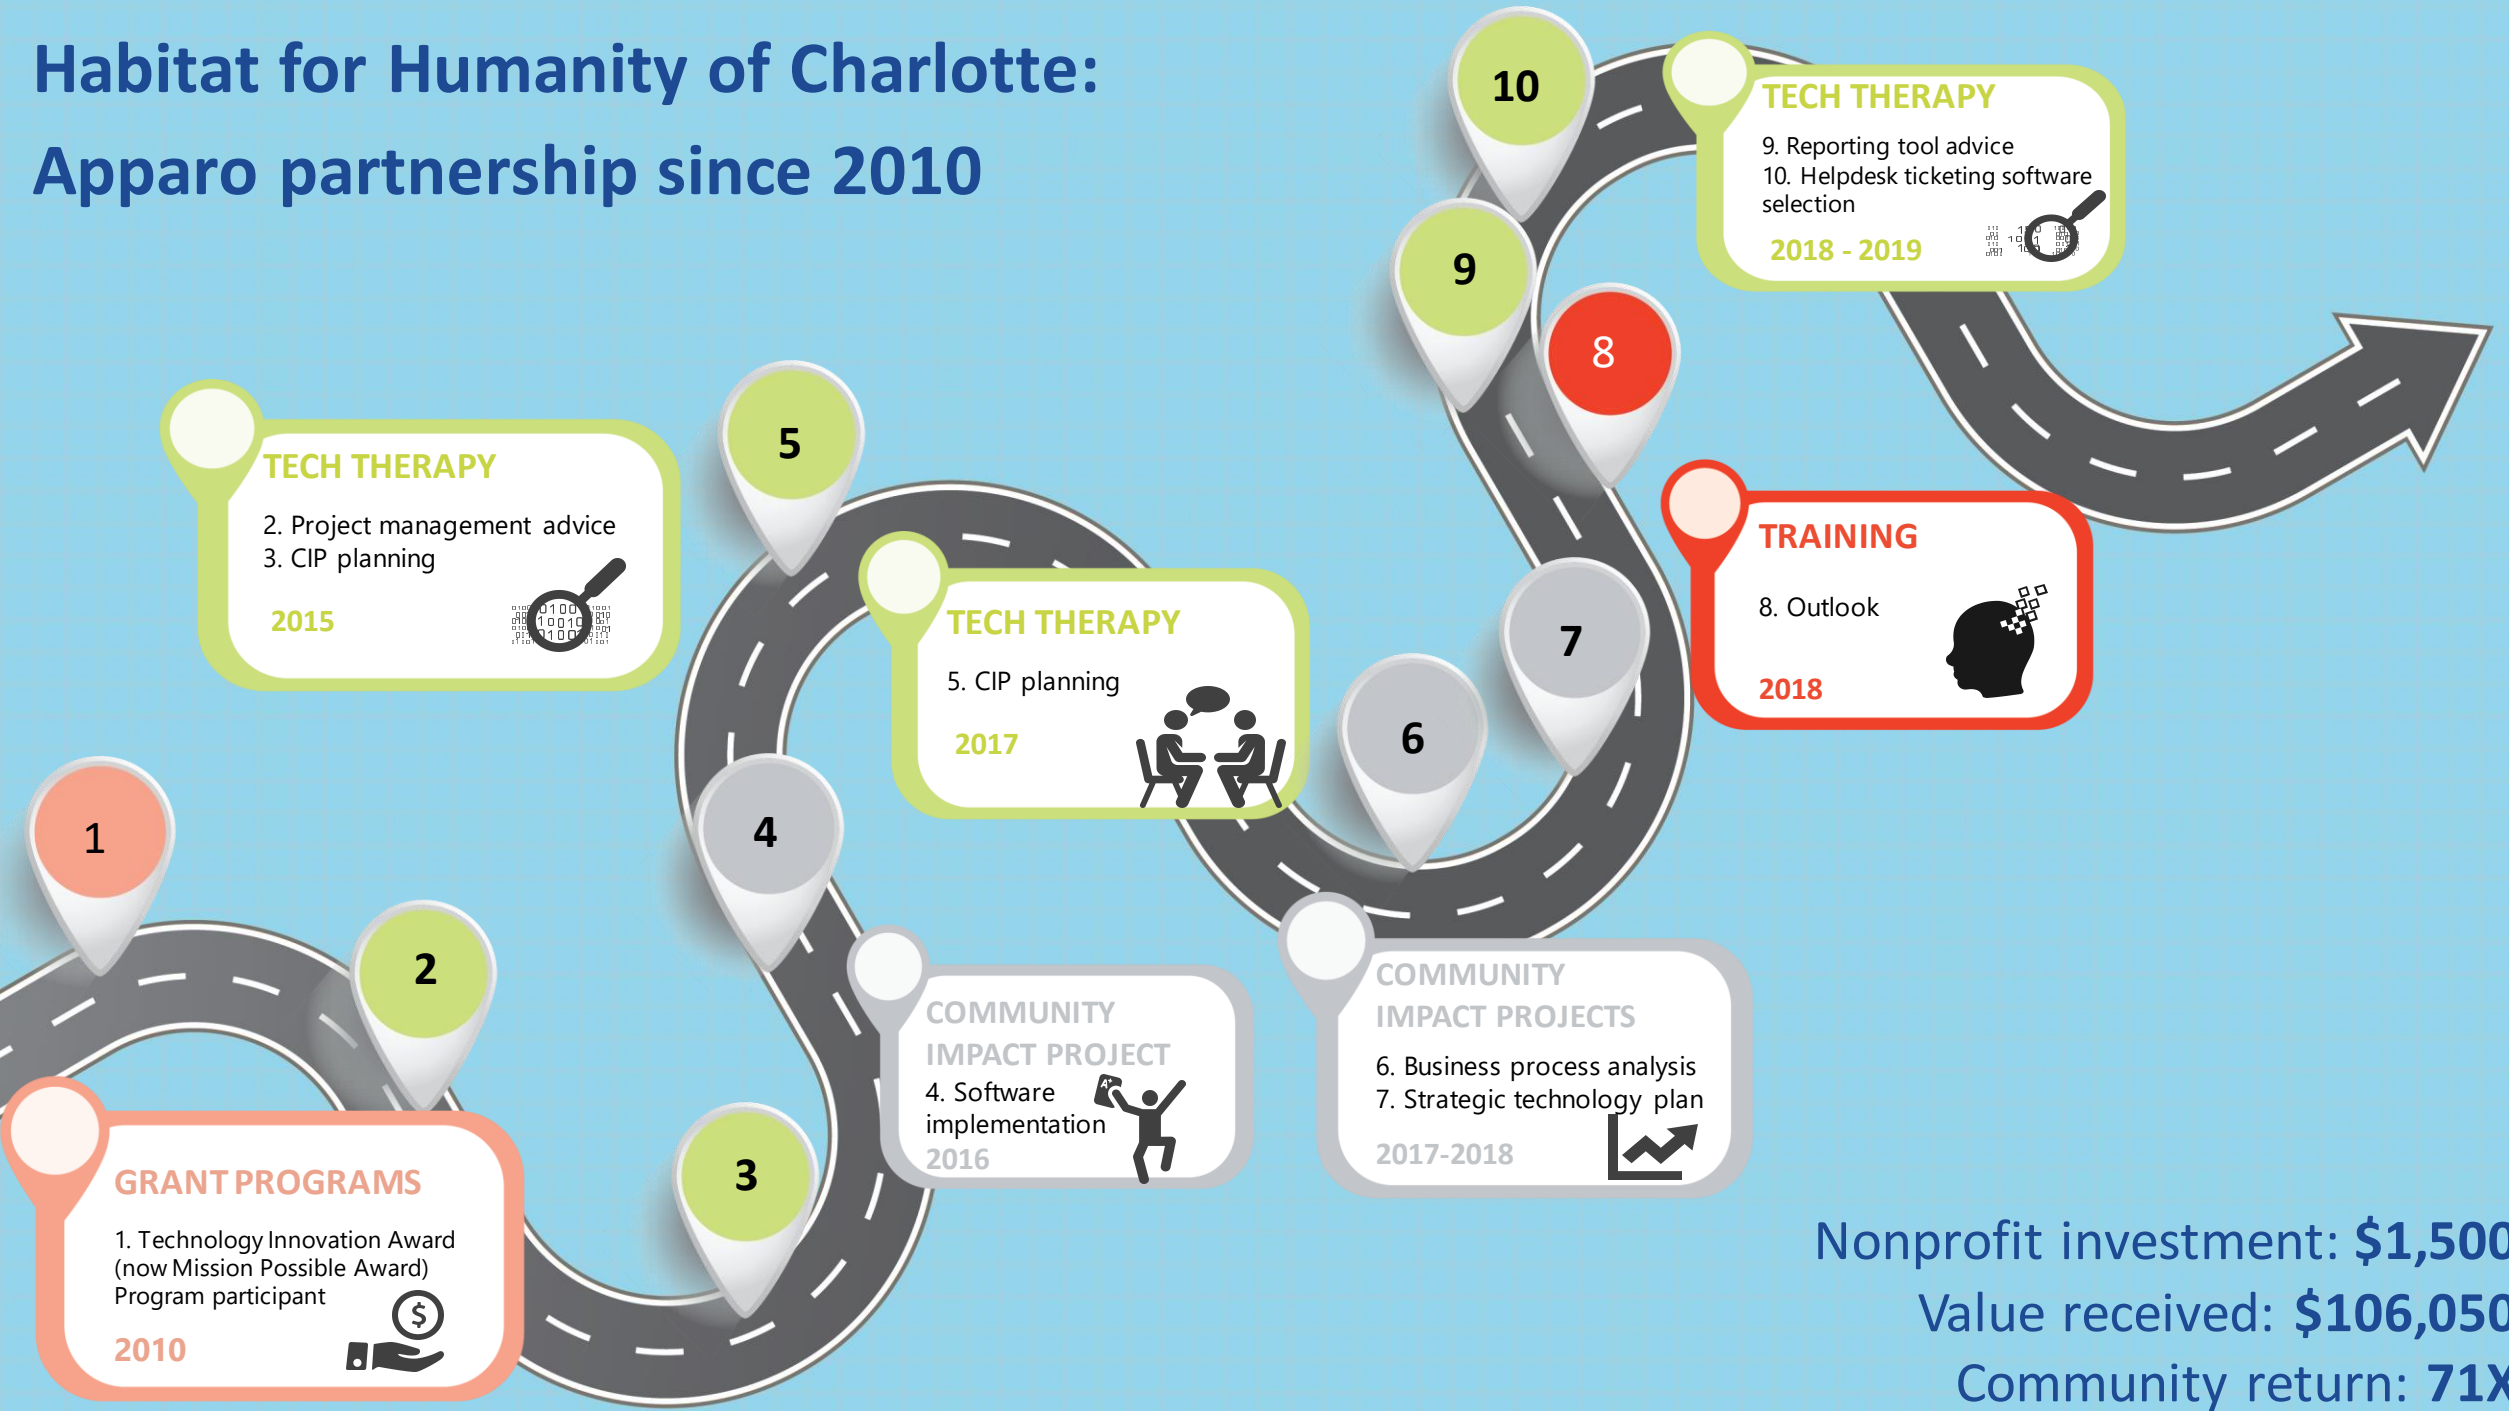 Habitat for Humanity of Charlotte:
Apparo partnership since 2010
10
TECH THERAPY
9. Reporting tool advice
10. Helpdesk ticketing software
selection
2018 - 2019
9
8
5
TECH THERAPY
2. Project management advice
3. CIP planning
2015
TRAINING
8. Outlook
2018
TECH THERAPY
5. CIP planning
2017
7
6
4
1
2
COMMUNITY
IMPACT PROJECT
4. Software
implementation
2016
A+
COMMUNITY
IMPACT PROJECTS
6. Business process analysis
7. Strategic technology plan
2017-2018
3
GRANT PROGRAMS
1. Technology Innovation Award
(now Mission Possible Award)
Program participant
2010
$
Nonprofit investment: $1,500
Value received: $106,050
Community return: 71X